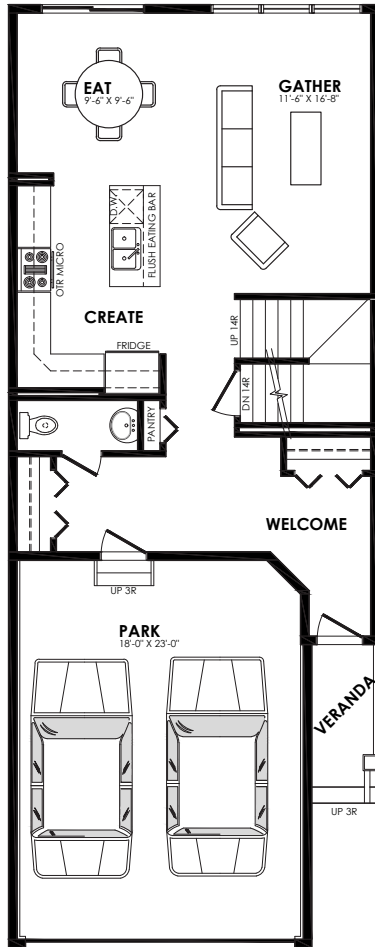 EAT
9'-6" X 9'-6"
GATHER
11'-6" X 16'-8"
D.W.
FLUSH EATING BAR
OTR MICRO
CREATE
FRIDGE
UP 14R
DN 14R
PANTRY
WELCOME
UP 3R
PARK
18'-0" X 23'-0"
VERANDA
UP 3R